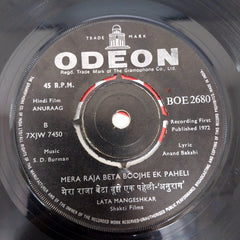 TRADE MARK
ODEON
Regd. Trade Mark of The Gramophone Co., Ltd.
45 R.P.M.
BOE 2680
Hindi Film
ANURAAG
Recording First
Published 1972
B
7XJW 7450
Music
S. D. Burman
Lyric
Anand Bakshi
MERA RAJA BETA BOOJHE EK PAHELI
मेरा राजा बेटा बूझे एक पहेली-'अनुराग'
LATA MANGESHKAR
Shakti Films